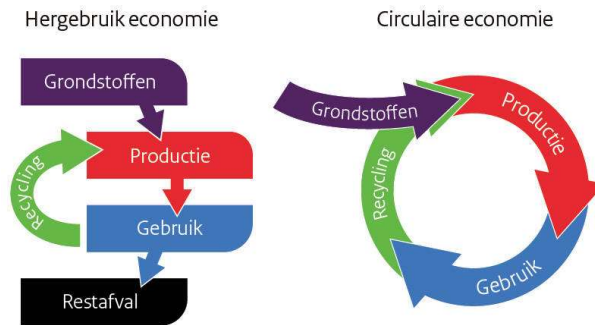 Hergebruik economie
Grondstoffen
Productie
Recycling
Gebruik
Restafval
Circulaire economie
Grondstoffen
Productie
Recycling
Gebruik